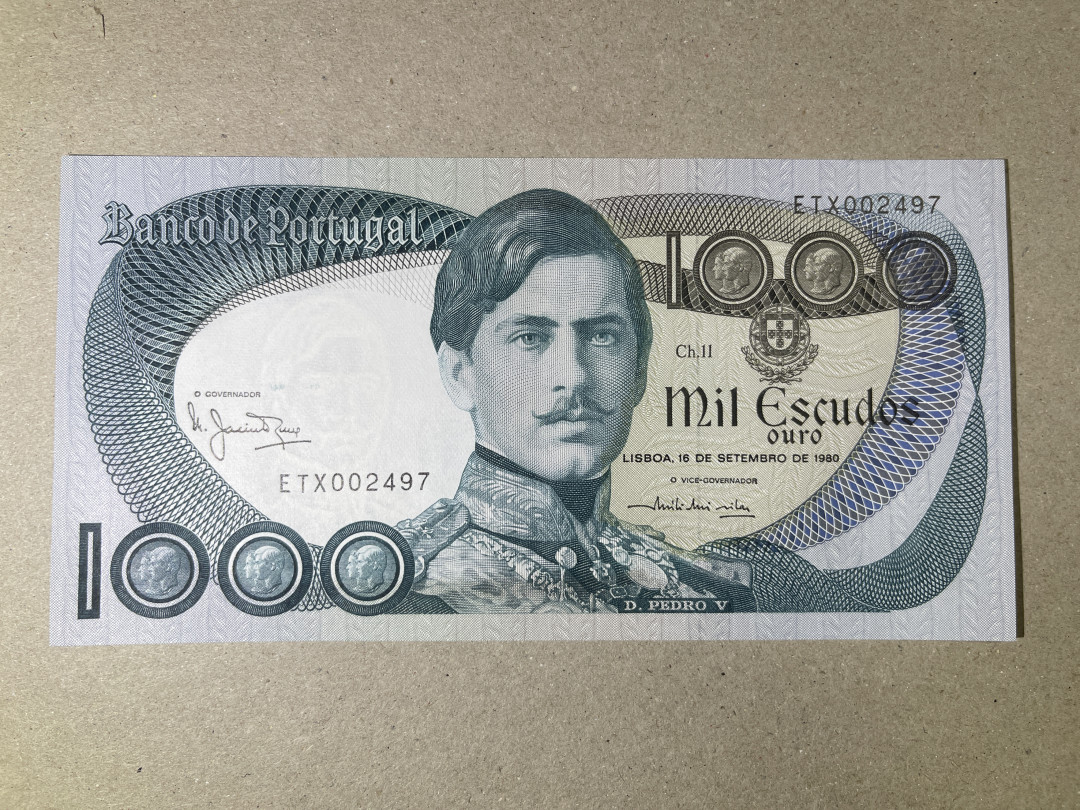 Banco de Portugal
ETX002497
1000
Ch.11
Mil Escudos
ouro
LISBOA, 16 DE SETEMBRO DE 1980
O VICE-GOVERNADOR
O GOVERNADOR
ETX002497
1000
D. PEDRO V